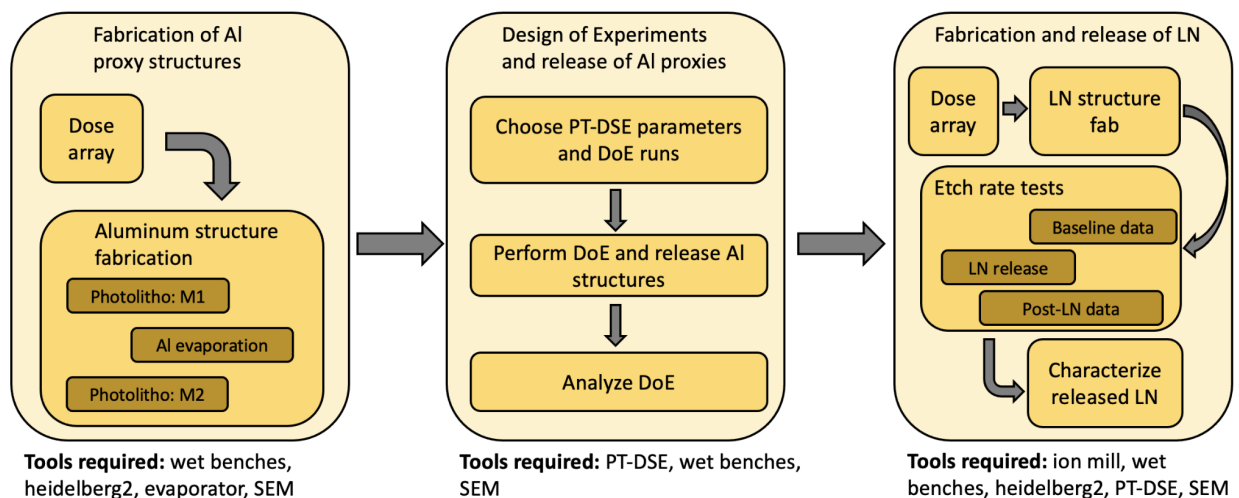 Fabrication of Al
proxy structures
Dose
array
Aluminum structure
fabrication
Photolitho: M1
Al evaporation
Photolitho: M2
Tools required: wet benches,
heidelberg2, evaporator, SEM
Design of Experiments
and release of Al proxies
Choose PT-DSE parameters
and DoE runs
Perform DoE and release Al
structures
Analyze DoE
Tools required: PT-DSE, wet benches,
SEM
Fabrication and release of LN
Dose
array
LN structure
fab
Etch rate tests
Baseline data
LN release
Post-LN data
Characterize
released LN
Tools required: ion mill, wet
benches, heidelberg2, PT-DSE, SEM